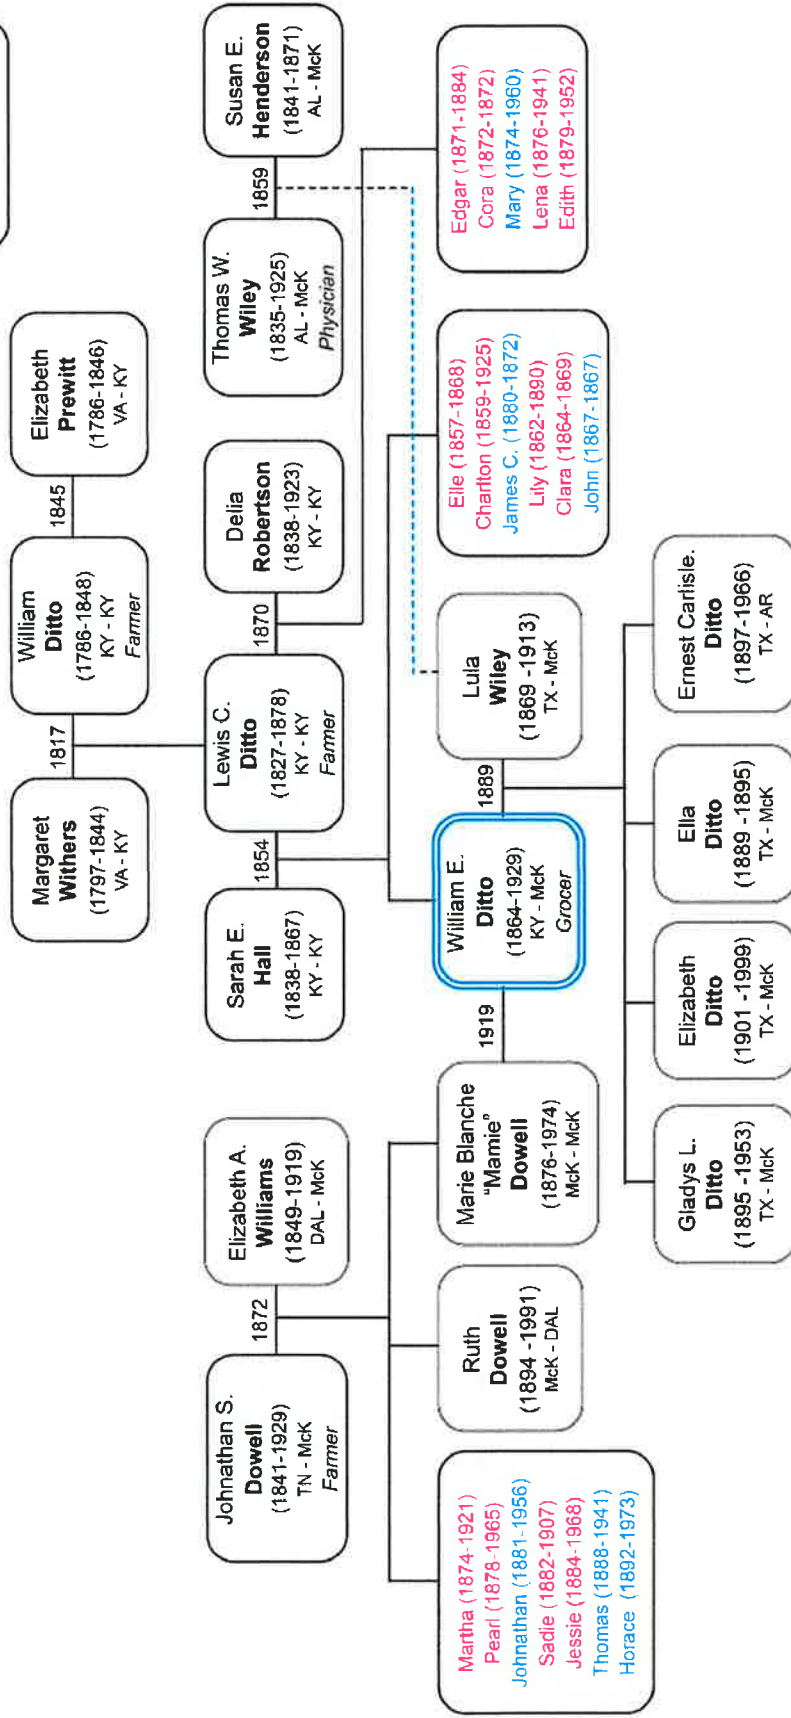 Margaret
Withers
(1797-1844)
VA - KY
1817
William
Ditto
(1786-1848)
KY - KY
Farmer
1845
Elizabeth
Prewitt
(1786-1846)
VA - KY
Johnathan S.
Dowell
(1841-1929)
TN - McK
Farmer
1872
Elizabeth A.
Williams
(1849-1919)
DAL - McK
Sarah E.
Hall
(1838-1867)
KY - KY
1854
Lewis C.
Ditto
(1827-1878)
KY - KY
Farmer
1870
Delia
Robertson
(1838-1923)
KY - KY
Thomas W.
Wiley
(1835-1925)
AL - McK
Physician
1859
Susan E.
Henderson
(1841-1871)
AL - McK
Martha (1874-1921)
Pearl (1878-1965)
Johnathan (1881-1956)
Sadie (1882-1907)
Jessie (1884-1968)
Thomas (1888-1941)
Horace (1892-1973)
Ruth
Dowell
(1894 -1991)
McK - DAL
Marie Blanche
"Mamie"
Dowell
(1876-1974)
McK - McK
1919
William E.
Ditto
(1864-1929)
KY - McK
Grocer
1889
Lula
Wiley
(1869 -1913)
TX - McK
Elle (1857-1868)
Charlton (1859-1925)
James C. (1880-1872)
Lily (1862-1890)
Clara (1864-1869)
John (1867-1867)
Edgar (1871-1884)
Cora (1872-1872)
Mary (1874-1960)
Lena (1876-1941)
Edith (1879-1952)
Gladys L.
Ditto
(1895 -1953)
TX - McK
Elizabeth
Ditto
(1901 -1999)
TX - McK
Ella
Ditto
(1889 -1895)
TX - McK
Ernest Carlisle.
Ditto
(1897-1966)
TX - AR